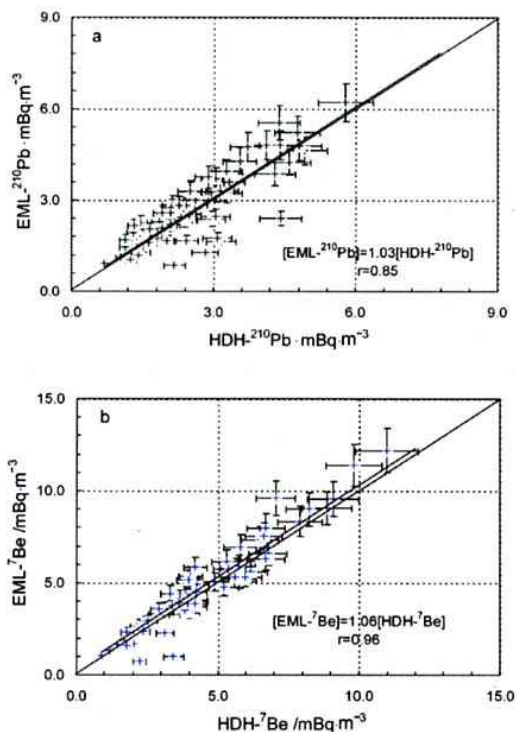 a
9.0
6.0
3.0
0.0
EML-²¹⁰Pb·mBq·m⁻³
[EML-²¹⁰Pb]=1.03[HDH-²¹⁰Pb]
r=0.85
0.0 3.0 6.0 9.0
HDH-²¹⁰Pb·mBq·m⁻³
b
15.0
10.0
5.0
0.0
EML-⁷Be /mBq·m⁻³
[EML-⁷Be]=1.06[HDH-⁷Be]
r=0.96
0.0 5.0 10.0 15.0
HDH-⁷Be /mBq·m⁻³